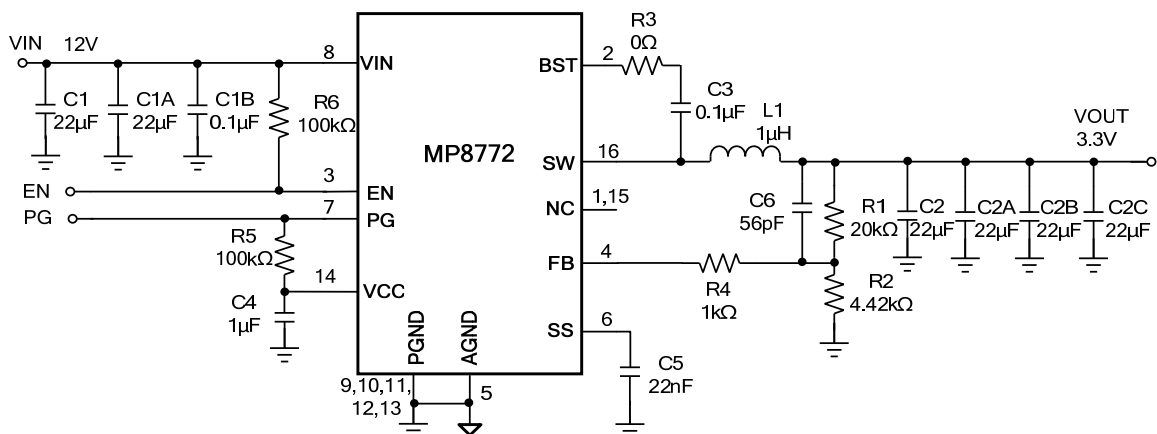 VIN
12V
C1
22µF
C1A
22µF
C1B
0.1µF
R6
100kΩ
EN
PG
R5
100kΩ
C4
1µF
8
3
7
14
VIN
EN
PG
VCC
MP8772
BST
SW
NC
FB
SS
PGND
AGND
9,10,11,
12,13
5
2
16
1,15
4
6
R3
0Ω
C3
0.1µF
L1
1µH
VOUT
3.3V
C6
56pF
R1
20kΩ
C2
22µF
C2A
22µF
C2B
22µF
C2C
22µF
R4
1kΩ
R2
4.42kΩ
C5
22nF